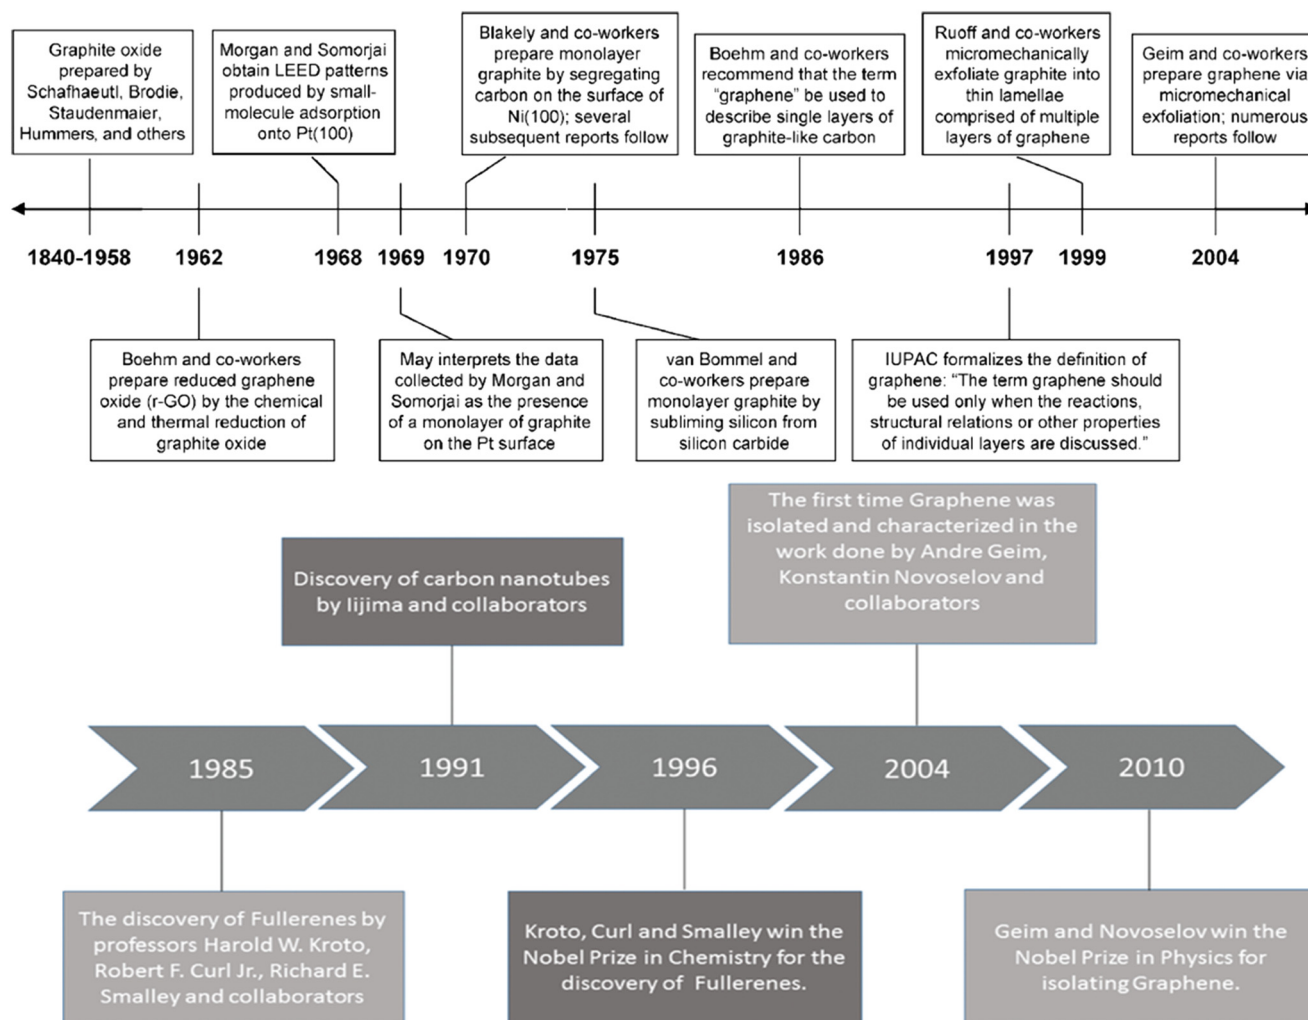 Graphite oxide
prepared by
Schafhaeutl, Brodie,
Staudenmaier,
Hummers, and others
Morgan and Somorjai
obtain LEED patterns
produced by small-
molecule adsorption
onto Pt(100)
Blakely and co-workers
prepare monolayer
graphite by segregating
carbon on the surface of
Ni(100); several
subsequent reports follow
Boehm and co-workers
recommend that the term
"graphene" be used to
describe single layers of
graphite-like carbon
Ruoff and co-workers
micromechanically
exfoliate graphite into
thin lamellae
comprised of multiple
layers of graphene
Geim and co-workers
prepare graphene via
micromechanical
exfoliation; numerous
reports follow
1840-1958 1962 1968 1969 1970 1975 1986 1997 1999 2004
Boehm and co-workers
prepare reduced graphene
oxide (r-GO) by the chemical
and thermal reduction of
graphite oxide
May interprets the data
collected by Morgan and
Somorjai as the presence
of a monolayer of graphite
on the Pt surface
van Bommel and
co-workers prepare
monolayer graphite by
subliming silicon from
silicon carbide
IUPAC formalizes the definition of
graphene: "The term graphene should
be used only when the reactions,
structural relations or other properties
of individual layers are discussed."
Discovery of carbon nanotubes
by Iijima and collaborators
The first time Graphene was
isolated and characterized in the
work done by Andre Geim,
Konstantin Novoselov and
collaborators
1985 1991 1996 2004 2010
The discovery of Fullerenes by
professors Harold W. Kroto,
Robert F. Curl Jr., Richard E.
Smalley and collaborators
Kroto, Curl and Smalley win the
Nobel Prize in Chemistry for the
discovery of Fullerenes.
Geim and Novoselov win the
Nobel Prize in Physics for
isolating Graphene.